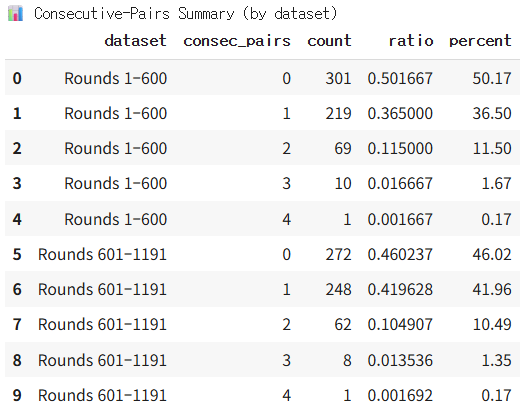 📊 Consecutive-Pairs Summary (by dataset)
dataset consec_pairs count ratio percent
0 Rounds 1-600 0 301 0.501667 50.17
1 Rounds 1-600 1 219 0.365000 36.50
2 Rounds 1-600 2 69 0.115000 11.50
3 Rounds 1-600 3 10 0.016667 1.67
4 Rounds 1-600 4 1 0.001667 0.17
5 Rounds 601-1191 0 272 0.460237 46.02
6 Rounds 601-1191 1 248 0.419628 41.96
7 Rounds 601-1191 2 62 0.104907 10.49
8 Rounds 601-1191 3 8 0.013536 1.35
9 Rounds 601-1191 4 1 0.001692 0.17